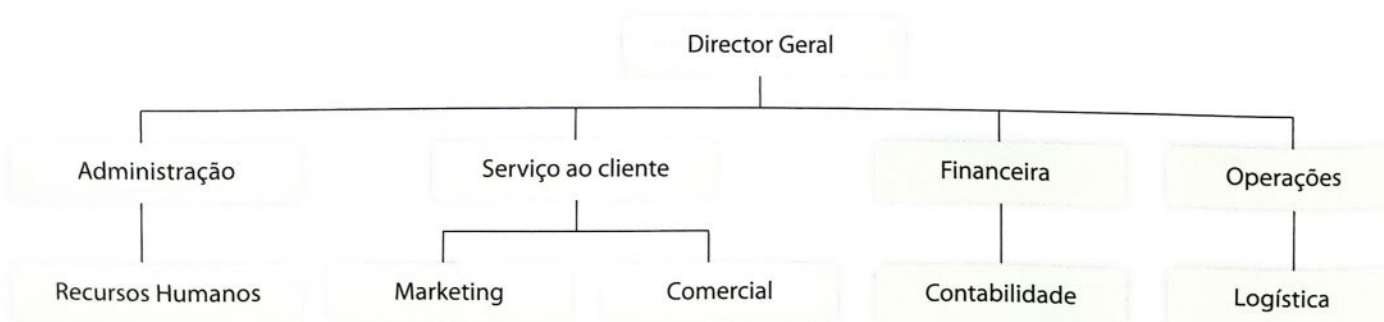 Director Geral
Administração
Serviço ao cliente
Financeira
Operações
Recursos Humanos
Marketing
Comercial
Contabilidade
Logística